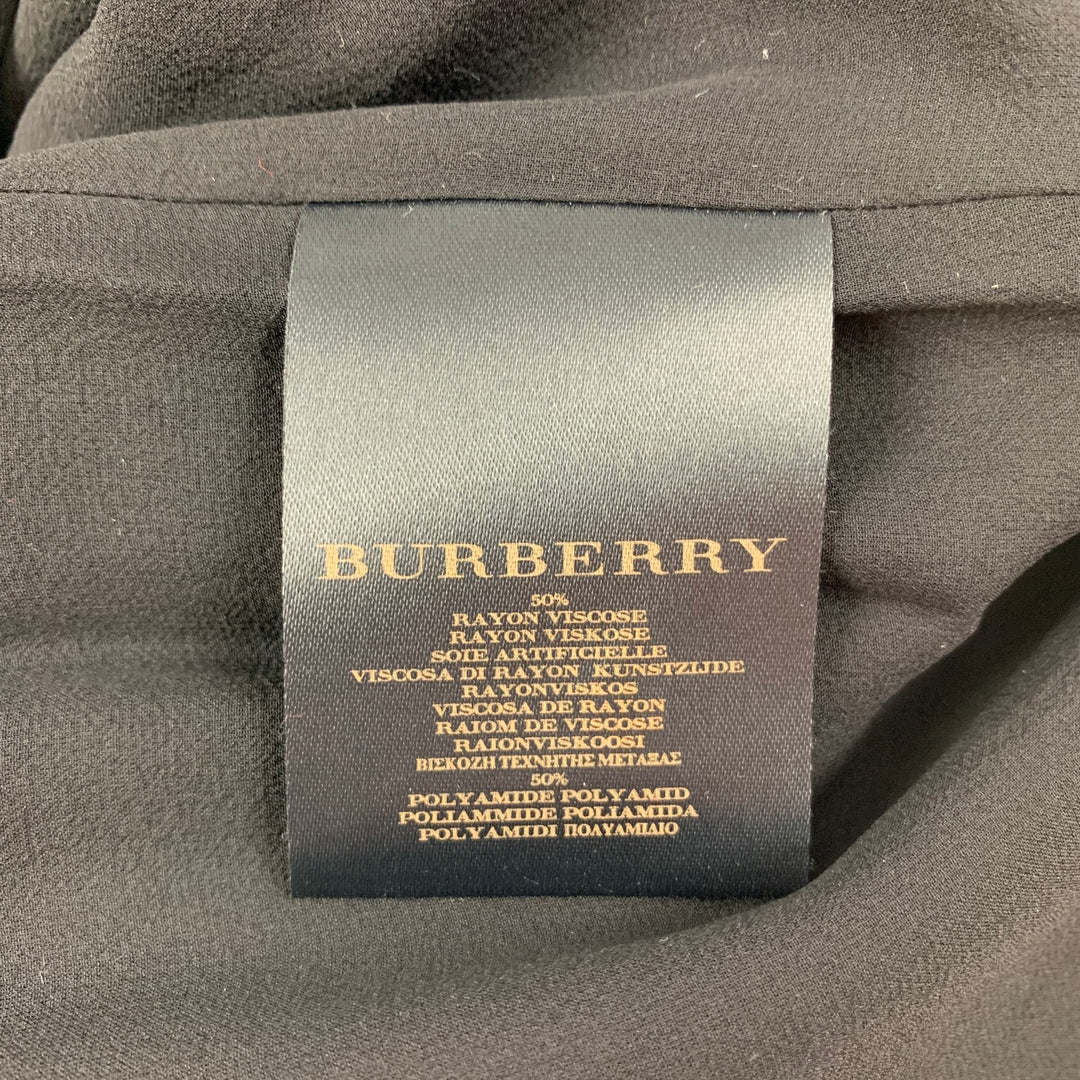 BURBERRY
50%
RAYON VISCOSE
RAYON VISKOSE
SOIE ARTIFICIELLE
VISCOSA DI RAYON KUNSTZIJDE
RAYONVISKOS
VISCOSA DE RAYON
RAIOM DE VISCOSE
RAIONVISKOOSI
ΒΙΣΚΟΖΗ ΤΕΧΝΗΤΗΣ ΜΕΤΑΞΑΣ
50%
POLYAMIDE POLYAMID
POLIAMMIDE POLIAMIDA
POLYAMIDI ΠΟΛΥΑΜΙΔΙΟ